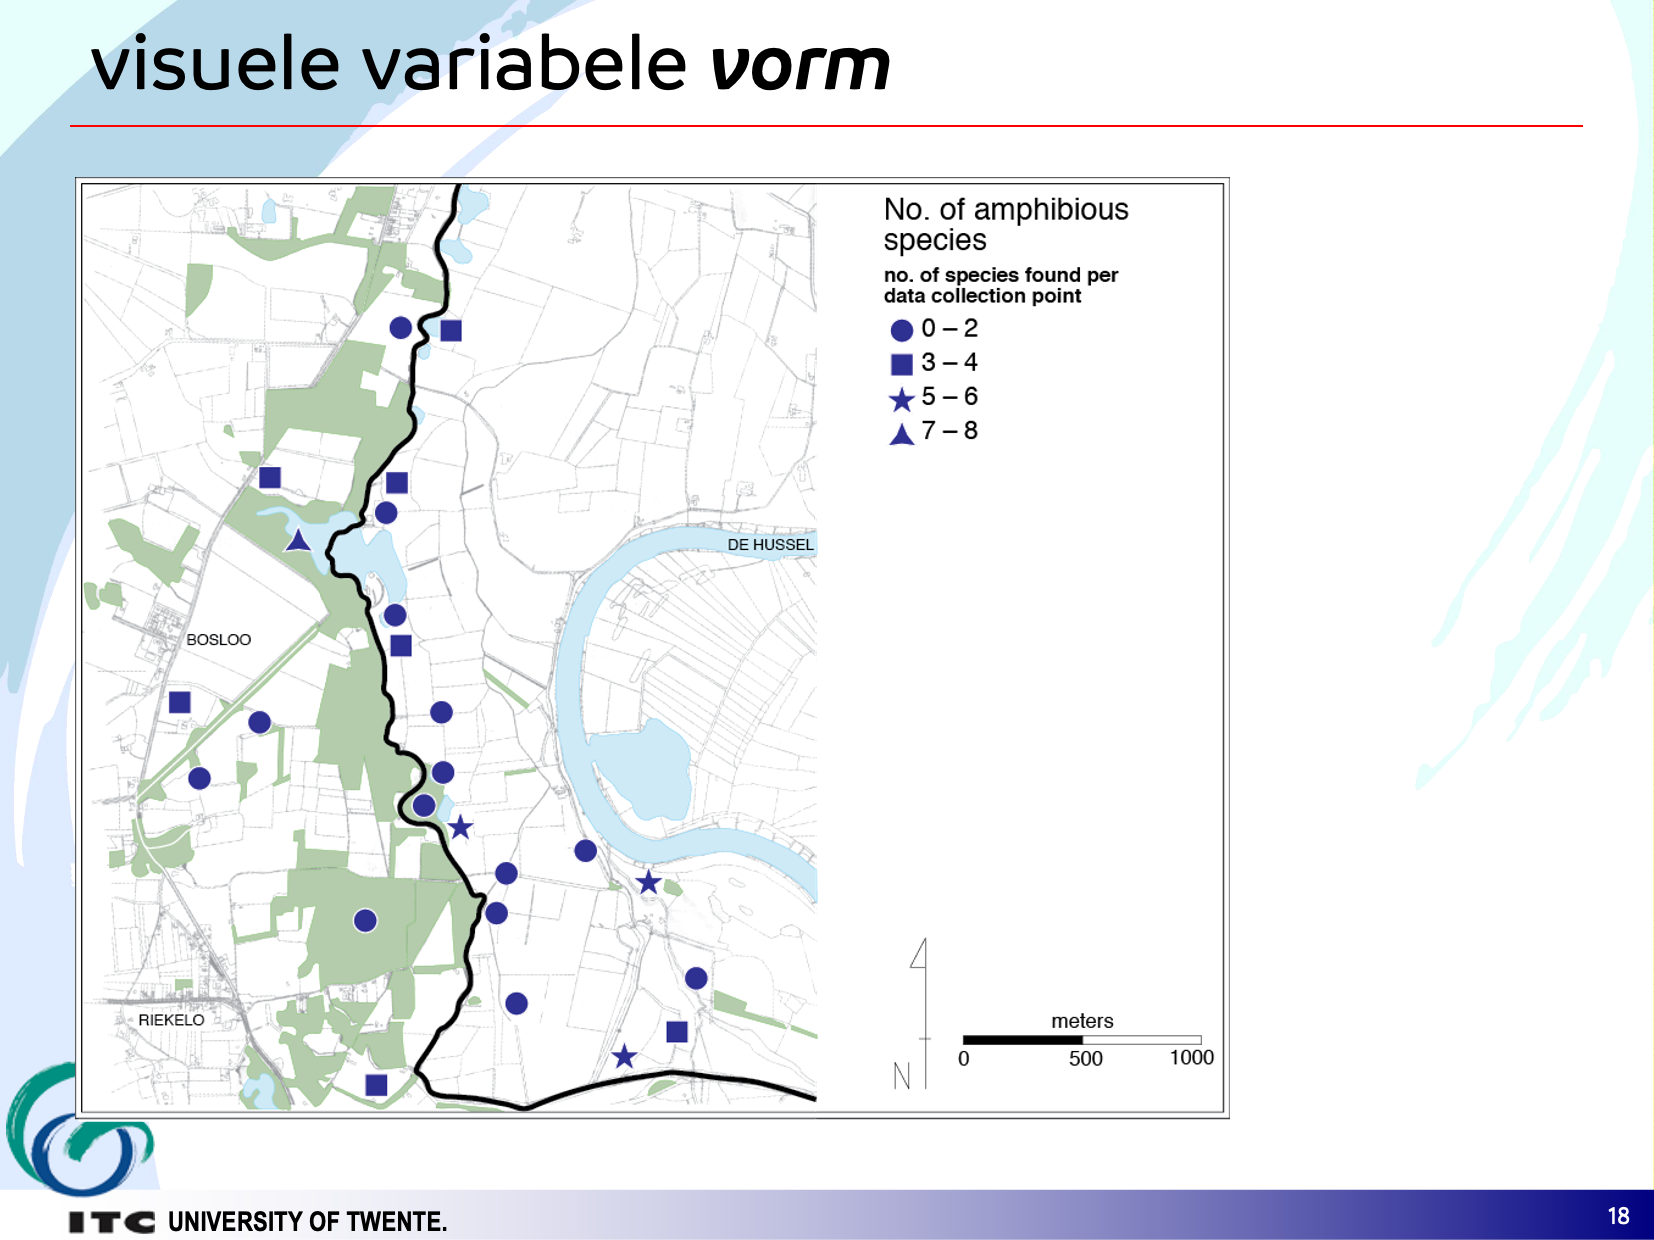 visuele variabele vorm
No. of amphibious
species
no. of species found per
data collection point
0 – 2
3 – 4
5 – 6
7 – 8
DE HUSSEL
BOSLOO
RIEKELO
meters
0 500 1000
N
ITC UNIVERSITY OF TWENTE.
18